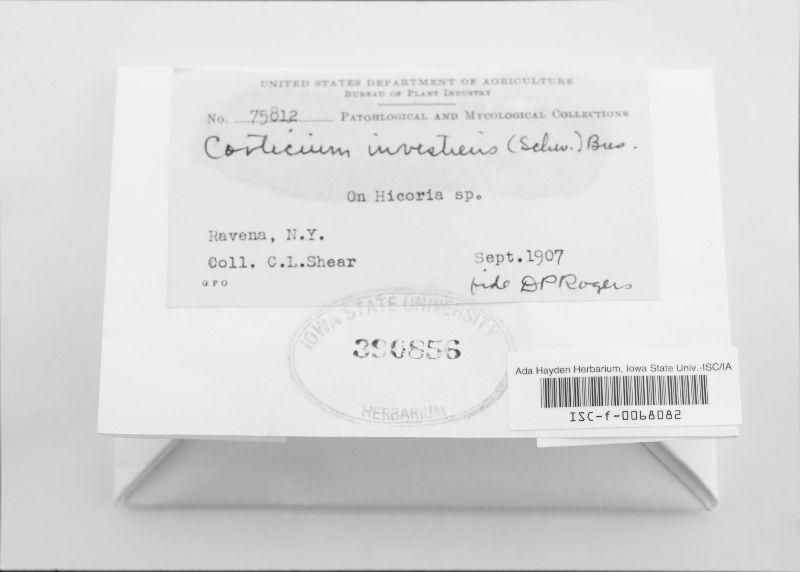 UNITED STATES DEPARTMENT OF AGRICULTURE
BUREAU OF PLANT INDUSTRY
No. 75812 PATOHLOGICAL AND MYCOLOGICAL COLLECTIONS
Corticium investiens (Schw.) Bres.
On Hicoria sp.
Ravena, N.Y.
Coll. C.L.Shear Sept.1907
GPO fide DPRogers
IOWA STATE UNIVERSITY
390856
HERBARIUM
Ada Hayden Herbarium, Iowa State Univ.-ISC/IA
ISC-f-0068082